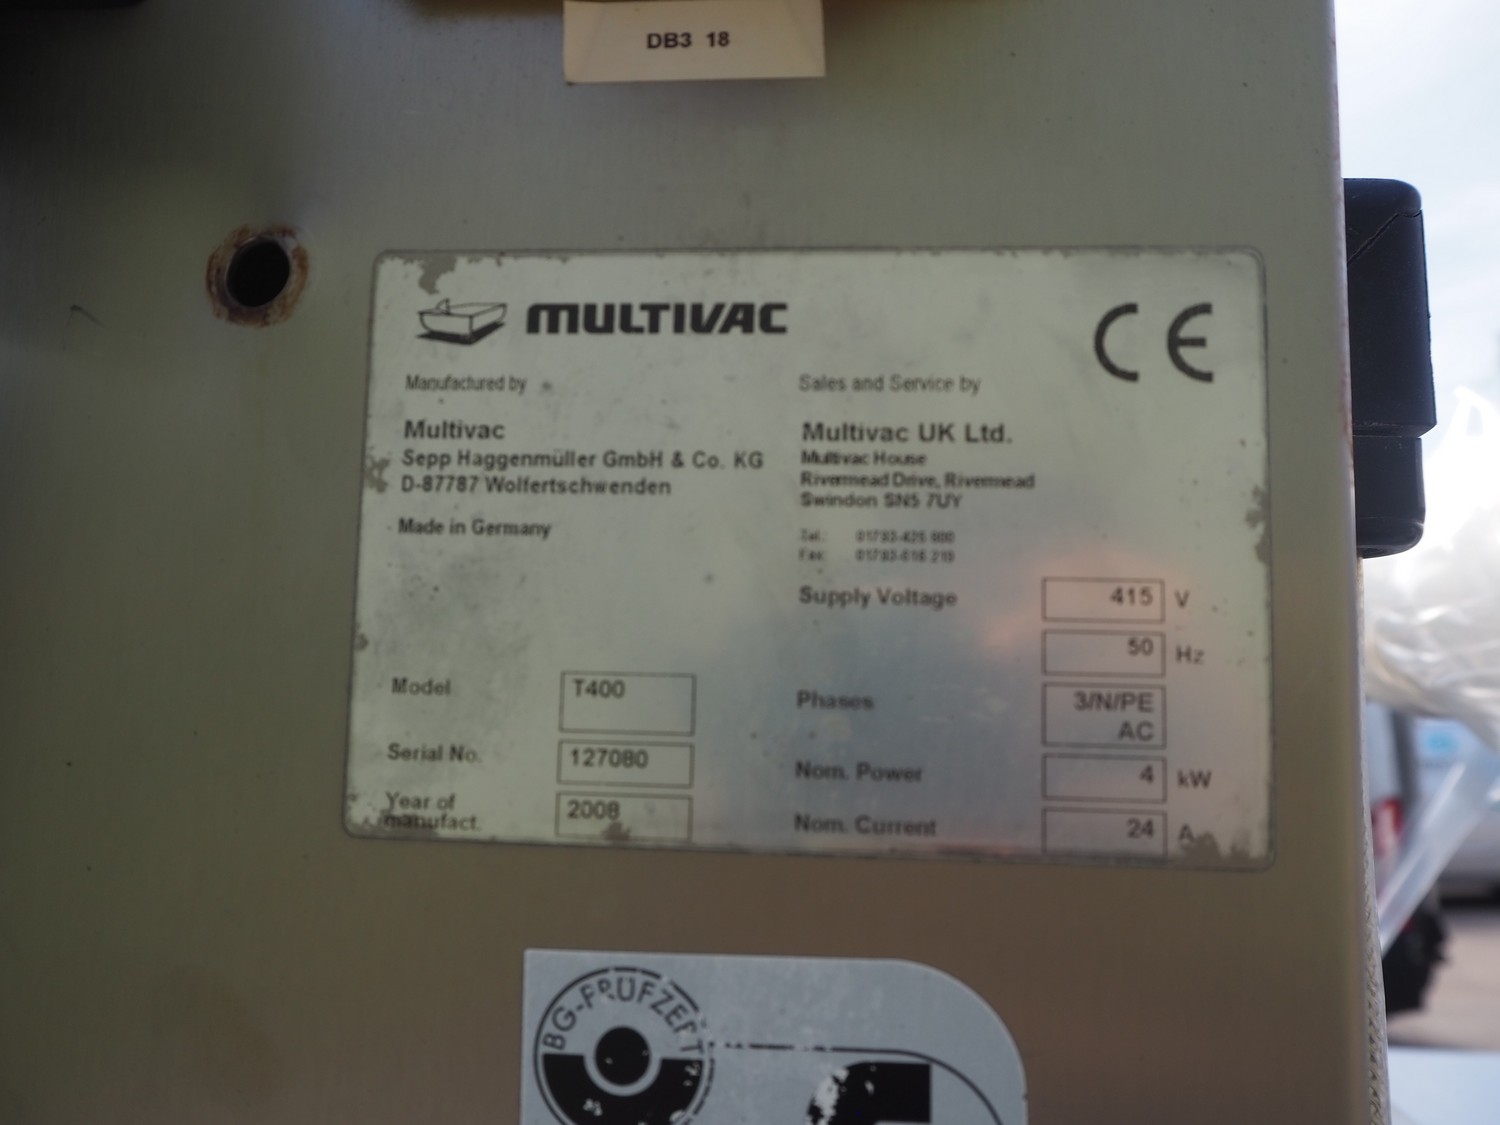 DB3 18
MULTIVAC
CE
Manufactured by
Multivac
Sepp Haggenmüller GmbH & Co. KG
D-87787 Wolfertschwenden
Made in Germany
Sales and Service by
Multivac UK Ltd.
Multivac House
Rivermead Drive, Rivermead
Swindon SN5 7UY
Tel.:
Fax:
Model T400
Serial No. 127080
Year of
manufact. 2008
Supply Voltage 415 V
50 Hz
Phases 3/N/PE
AC
Nom. Power 4 kW
Nom. Current 24 A